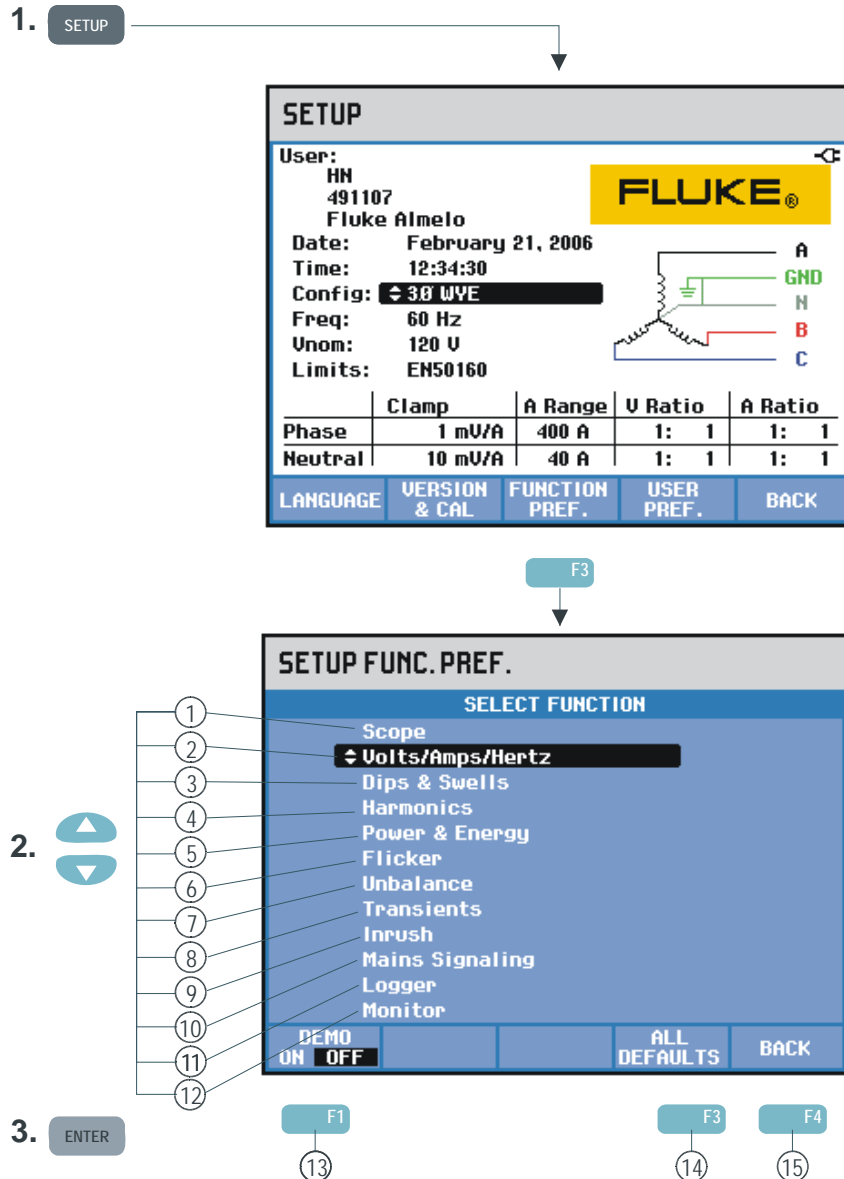 1. SETUP
SETUP
User:
HN
491107
Fluke Almelo
FLUKE®
Date: February 21, 2006
Time: 12:34:30
Config: 3Ø WYE
Freq: 60 Hz
Vnom: 120 V
Limits: EN50160
A
GND
N
B
C
Clamp A Range V Ratio A Ratio
Phase 1 mV/A 400 A 1: 1 1: 1
Neutral 10 mV/A 40 A 1: 1 1: 1
LANGUAGE VERSION & CAL FUNCTION PREF. USER PREF. BACK
F3
SETUP FUNC. PREF.
SELECT FUNCTION
1 Scope
2 Volts/Amps/Hertz
3 Dips & Swells
4 Harmonics
5 Power & Energy
6 Flicker
7 Unbalance
8 Transients
9 Inrush
10 Mains Signaling
11 Logger
12 Monitor
2.
DEMO ON OFF ALL DEFAULTS BACK
3. ENTER
F1 F3 F4
13 14 15